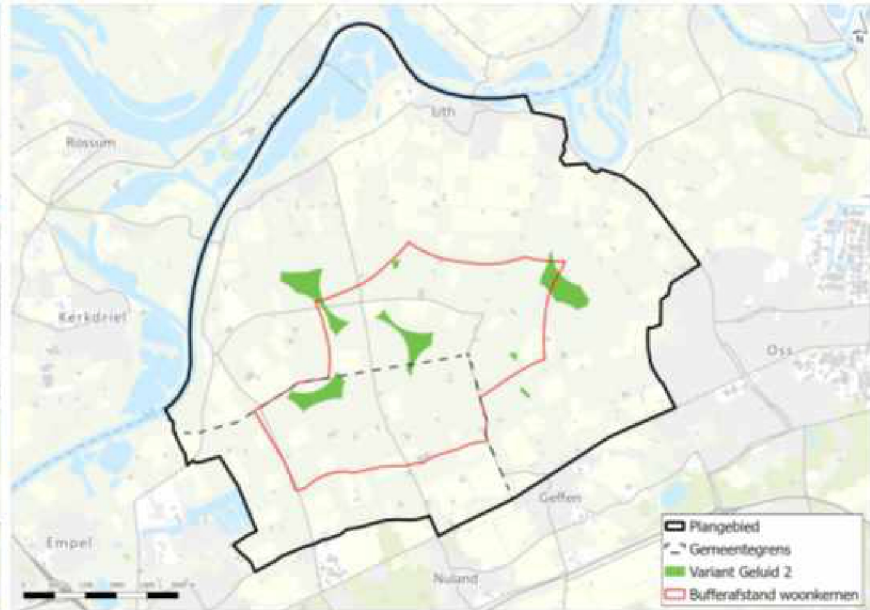 N
Lith
Rossum
Kerkdriel
Oss
Geffen
Empel
Nuland
Plangebied
Gemeentegrens
Variant Geluid 2
Bufferafstand woonkernen